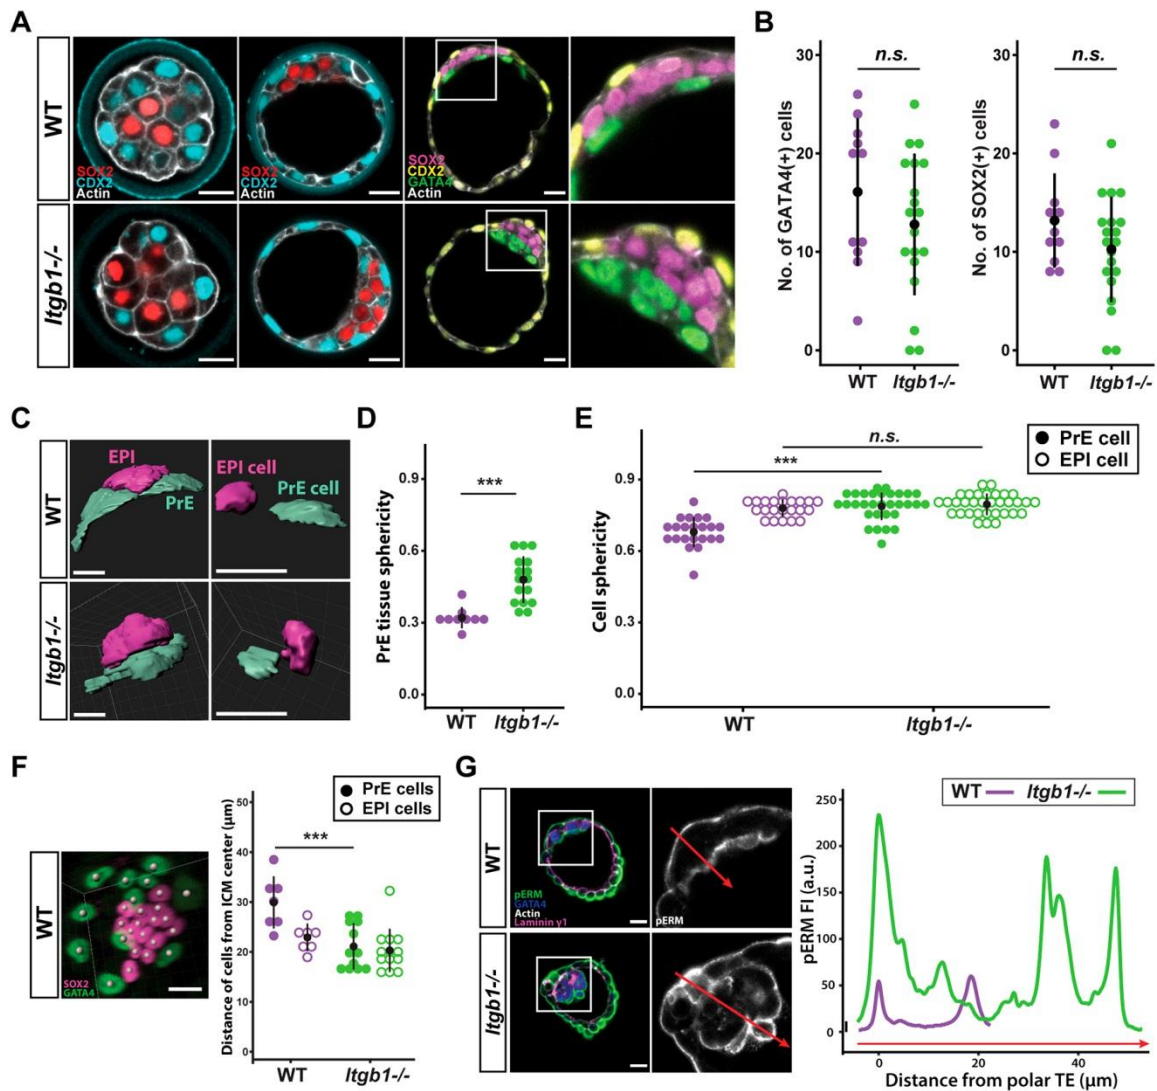 A
WT
SOX2
CDX2
Actin
SOX2
CDX2
Actin
SOX2
CDX2
GATA4
Actin
Itgb1-/-
B
n.s.
n.s.
No. of GATA4(+) cells
30
20
10
0
WT
Itgb1-/-
No. of SOX2(+) cells
30
20
10
0
WT
Itgb1-/-
C
WT
EPI
PrE
EPI cell
PrE cell
Itgb1-/-
D
***
PrE tissue sphericity
0.9
0.6
0.3
0.0
WT
Itgb1-/-
E
PrE cell
EPI cell
n.s.
***
Cell sphericity
0.9
0.6
0.3
0.0
WT
Itgb1-/-
F
WT
SOX2
GATA4
PrE cells
EPI cells
***
Distance of cells from ICM center (µm)
50
40
30
20
10
0
WT
Itgb1-/-
G
WT
pERM
GATA4
Actin
Laminin γ1
pERM
Itgb1-/-
WT
Itgb1-/-
pERM FI (a.u.)
250
200
150
100
50
0
0
20
40
Distance from polar TE (µm)